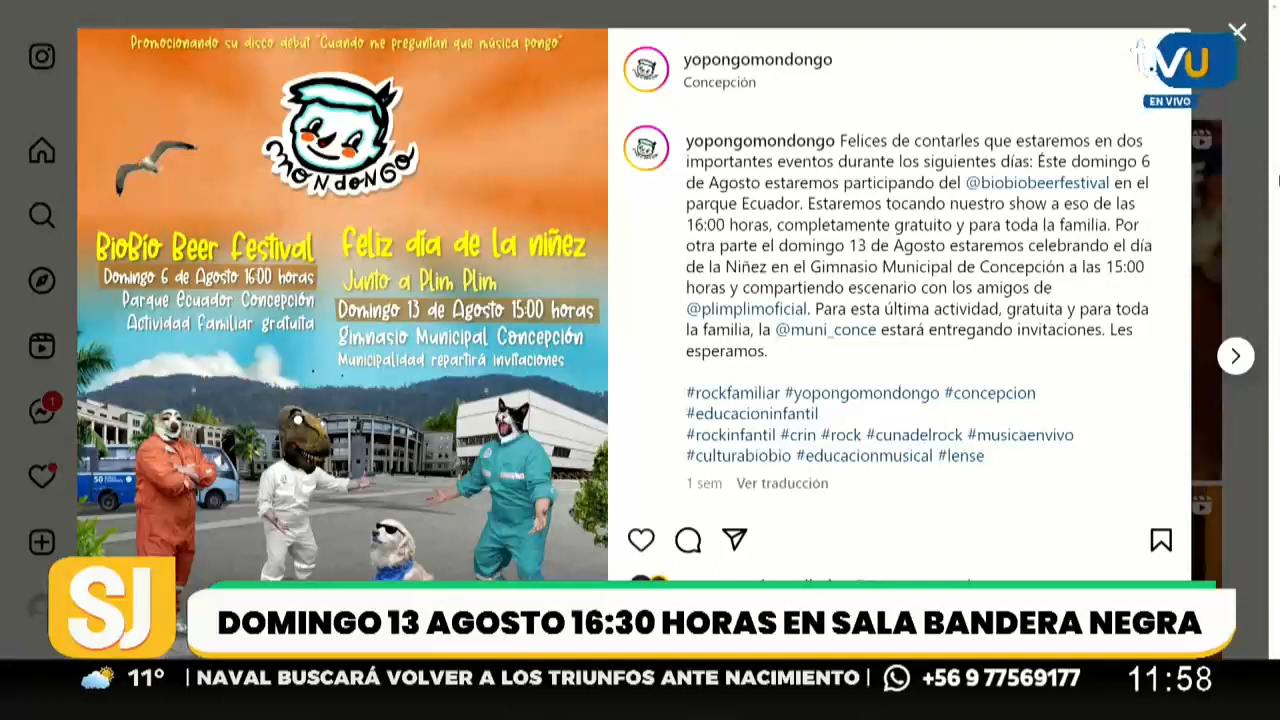 Promocionando su disco debut "Cuando me preguntan que música pongo"
MONDONGO
BioBío Beer Festival
Domingo 6 de Agosto 16:00 horas
Parque Ecuador Concepción
Actividad Familiar gratuita
Feliz día de la niñez
Junto a Plim Plim
Domingo 13 de Agosto 15:00 horas
Gimnasio Municipal Concepción
Municipalidad repartirá invitaciones
50
yopongomondongo
Concepción
tvU
EN VIVO
yopongomondongo Felices de contarles que estaremos en dos
importantes eventos durante los siguientes días: Éste domingo 6
de Agosto estaremos participando del @biobiobeerfestival en el
parque Ecuador. Estaremos tocando nuestro show a eso de las
16:00 horas, completamente gratuito y para toda la familia. Por
otra parte el domingo 13 de Agosto estaremos celebrando el día
de la Niñez en el Gimnasio Municipal de Concepción a las 15:00
horas y compartiendo escenario con los amigos de
@plimplimoficial. Para esta última actividad, gratuita y para toda
la familia, la @muni_conce estará entregando invitaciones. Les
esperamos.
#rockfamiliar #yopongomondongo #concepcion
#educacioninfantil
#rockinfantil #crin #rock #cunadelrock #musicaenvivo
#culturabiobio #educacionmusical #lense
1 sem Ver traducción
1
SJ
DOMINGO 13 AGOSTO 16:30 HORAS EN SALA BANDERA NEGRA
11° | NAVAL BUSCARÁ VOLVER A LOS TRIUNFOS ANTE NACIMIENTO | +56 9 77569177 11:58